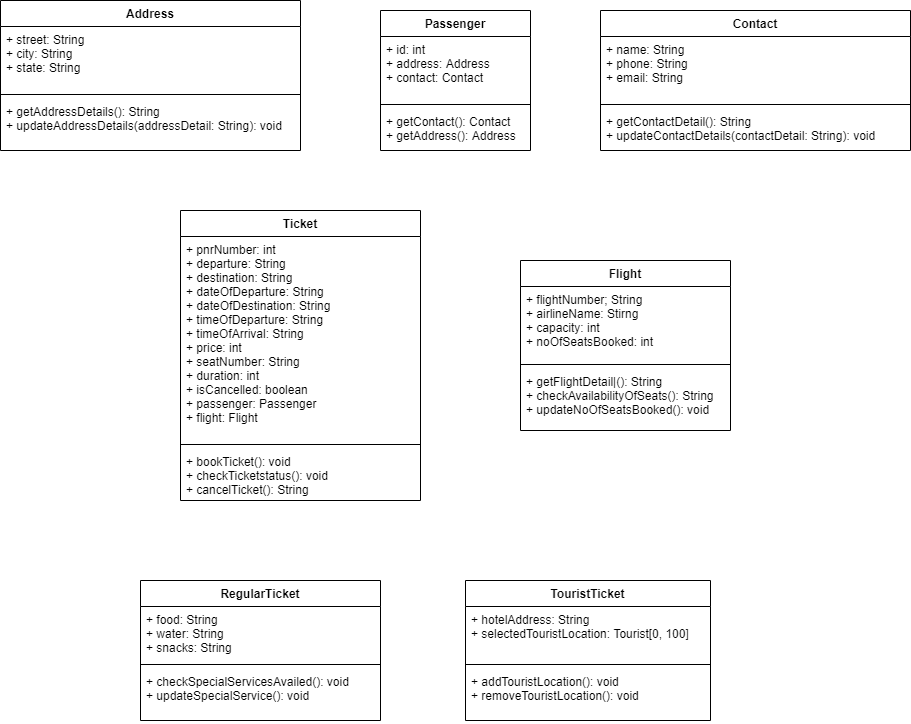 Address
+ street: String
+ city: String
+ state: String
+ getAddressDetails(): String
+ updateAddressDetails(addressDetail: String): void
Passenger
+ id: int
+ address: Address
+ contact: Contact
+ getContact(): Contact
+ getAddress(): Address
Contact
+ name: String
+ phone: String
+ email: String
+ getContactDetail(): String
+ updateContactDetails(contactDetail: String): void
Ticket
+ pnrNumber: int
+ departure: String
+ destination: String
+ dateOfDeparture: String
+ dateOfDestination: String
+ timeOfDeparture: String
+ timeOfArrival: String
+ price: int
+ seatNumber: String
+ duration: int
+ isCancelled: boolean
+ passenger: Passenger
+ flight: Flight
+ bookTicket(): void
+ checkTicketstatus(): void
+ cancelTicket(): String
Flight
+ flightNumber; String
+ airlineName: Stirng
+ capacity: int
+ noOfSeatsBooked: int
+ getFlightDetail|(): String
+ checkAvailabilityOfSeats(): String
+ updateNoOfSeatsBooked(): void
RegularTicket
+ food: String
+ water: String
+ snacks: String
+ checkSpecialServicesAvailed(): void
+ updateSpecialService(): void
TouristTicket
+ hotelAddress: String
+ selectedTouristLocation: Tourist[0, 100]
+ addTouristLocation(): void
+ removeTouristLocation(): void